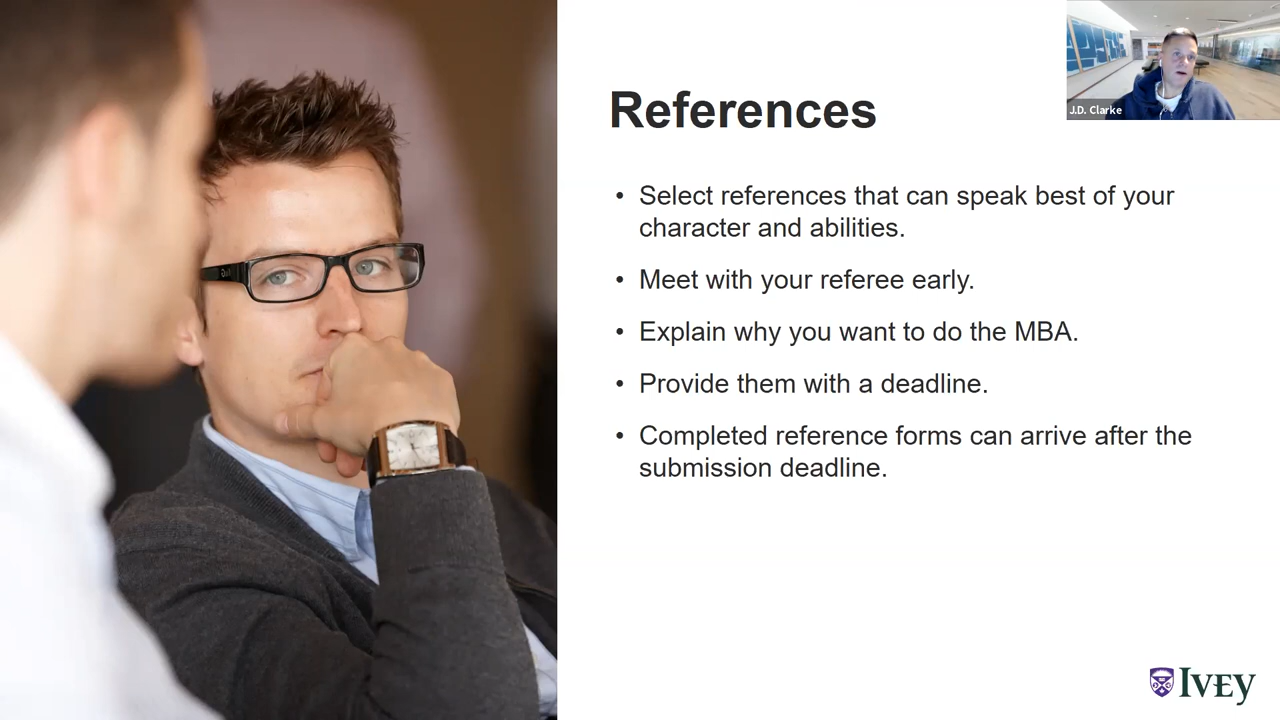 J.D. Clarke
References
• Select references that can speak best of your
character and abilities.
• Meet with your referee early.
• Explain why you want to do the MBA.
• Provide them with a deadline.
• Completed reference forms can arrive after the
submission deadline.
IVEY